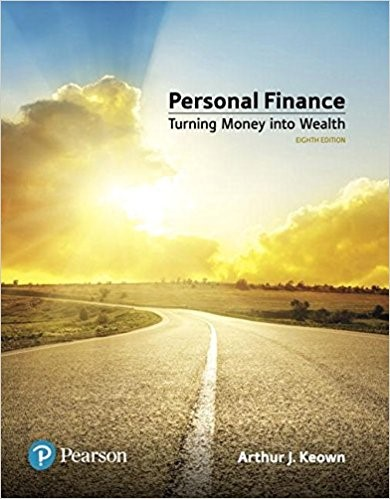 Personal Finance
Turning Money into Wealth
EIGHTH EDITION
Pearson
Arthur J. Keown